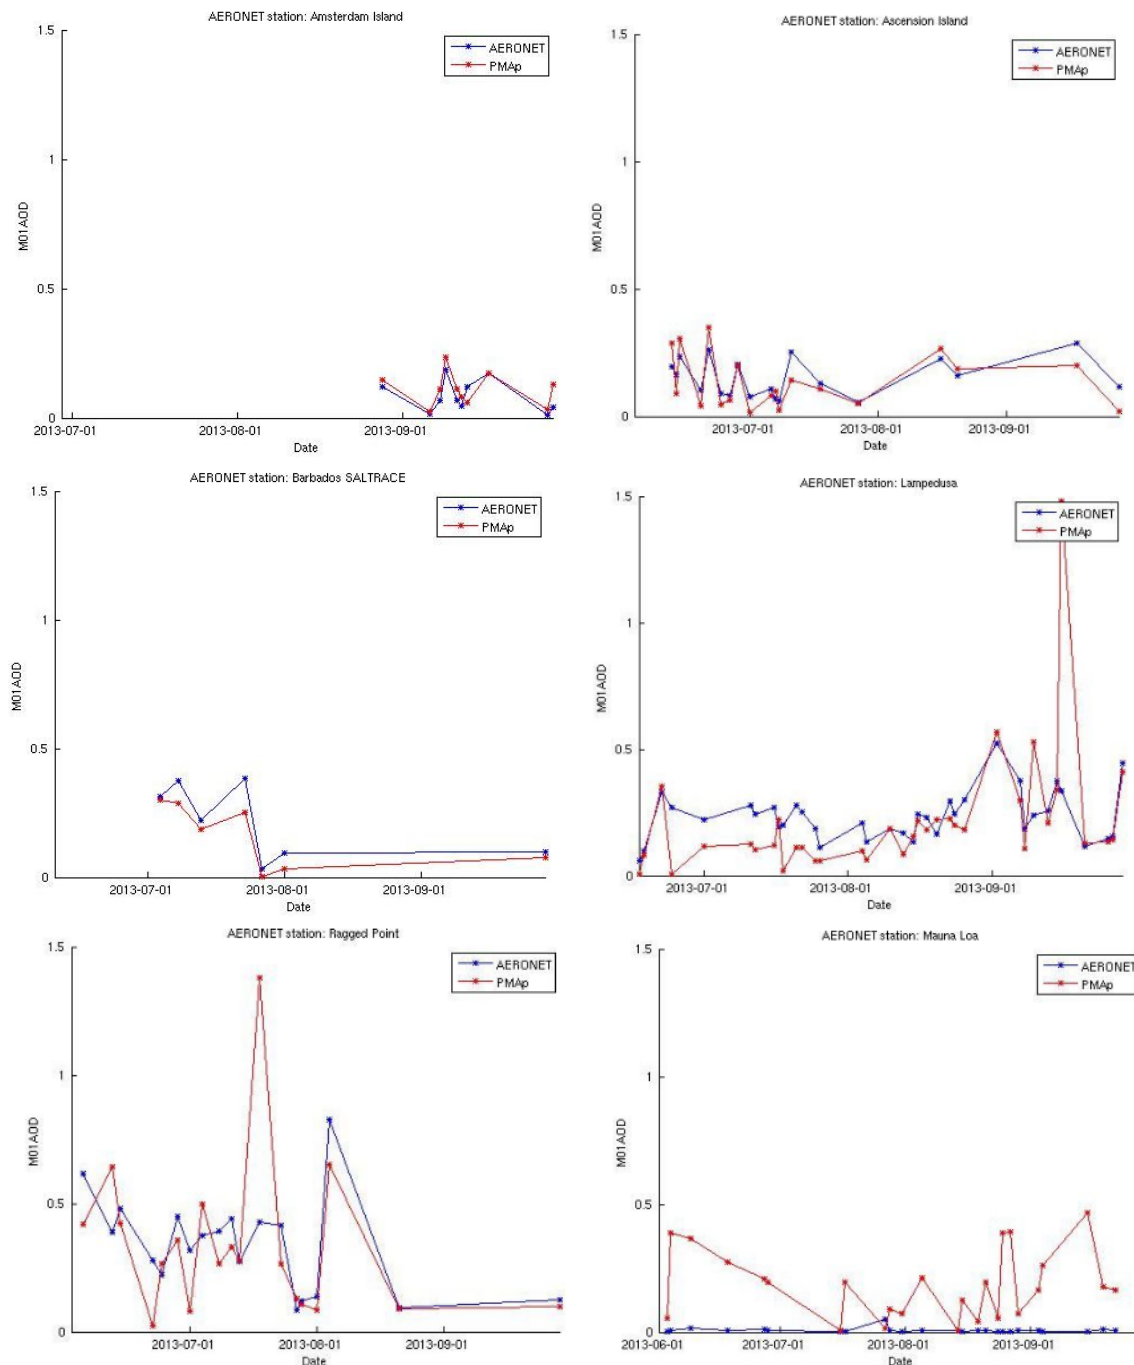 AERONET station: Amsterdam Island
1.5
AERONET
PMAp
1
M01AOD
0.5
0
2013-07-01 2013-08-01 2013-09-01
Date
AERONET station: Ascension Island
1.5
AERONET
PMAp
1
M01AOD
0.5
0
2013-07-01 2013-08-01 2013-09-01
Date
AERONET station: Barbados SALTRACE
1.5
AERONET
PMAp
1
M01AOD
0.5
0
2013-07-01 2013-08-01 2013-09-01
Date
AERONET station: Lampedusa
1.5
AERONET
PMAp
1
M01AOD
0.5
0
2013-07-01 2013-08-01 2013-09-01
Date
AERONET station: Ragged Point
1.5
AERONET
PMAp
1
M01AOD
0.5
0
2013-07-01 2013-08-01 2013-09-01
Date
AERONET station: Mauna Loa
1.5
AERONET
PMAp
1
M01AOD
0.5
0
2013-06-01 2013-07-01 2013-08-01 2013-09-01
Date